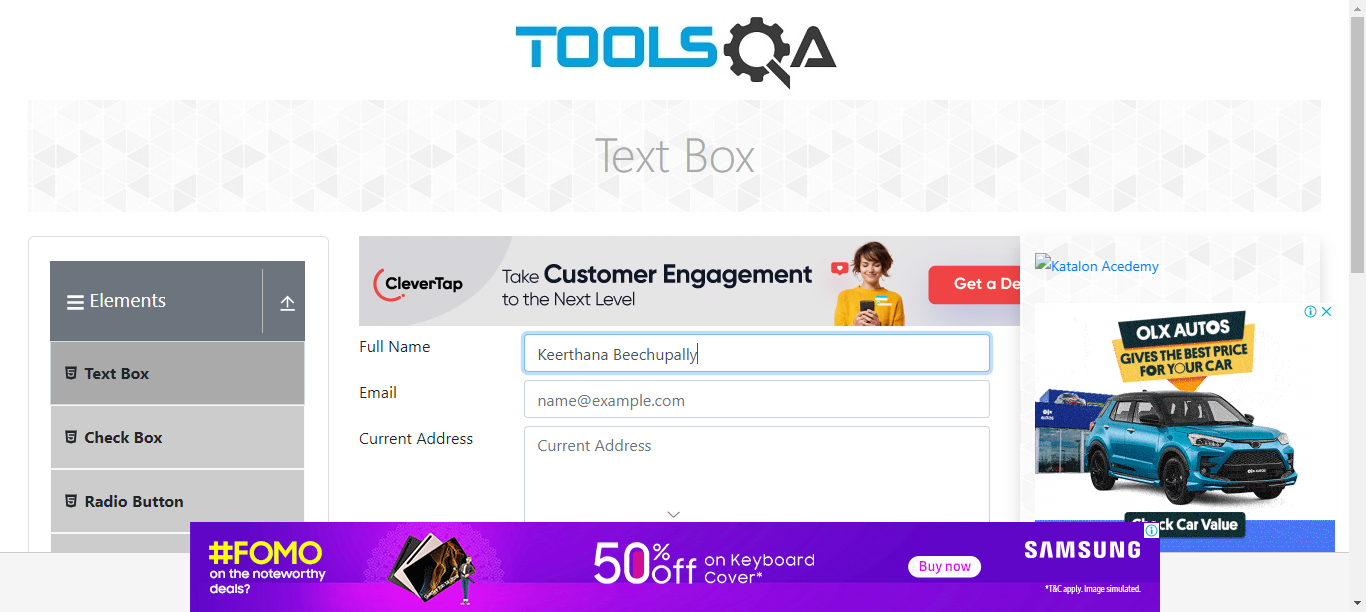 TOOLSQA
Text Box
Elements
Text Box
Check Box
Radio Button
CleverTap
Take Customer Engagement
to the Next Level
Get a De
Full Name
Keerthana Beechupally
Email
name@example.com
Current Address
Current Address
Katalon Acedemy
OLX AUTOS
GIVES THE BEST PRICE
FOR YOUR CAR
Check Car Value
#FOMO
on the noteworthy
deals?
50% off
on Keyboard
Cover*
Buy now
SAMSUNG
*T&C apply. Image simulated.